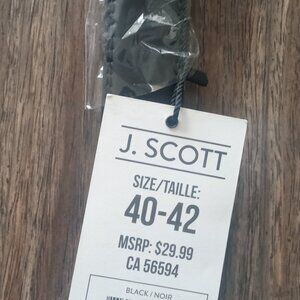 J. SCOTT
SIZE/TAILLE:
40-42
MSRP: $29.99
CA 56594
BLACK / NOIR